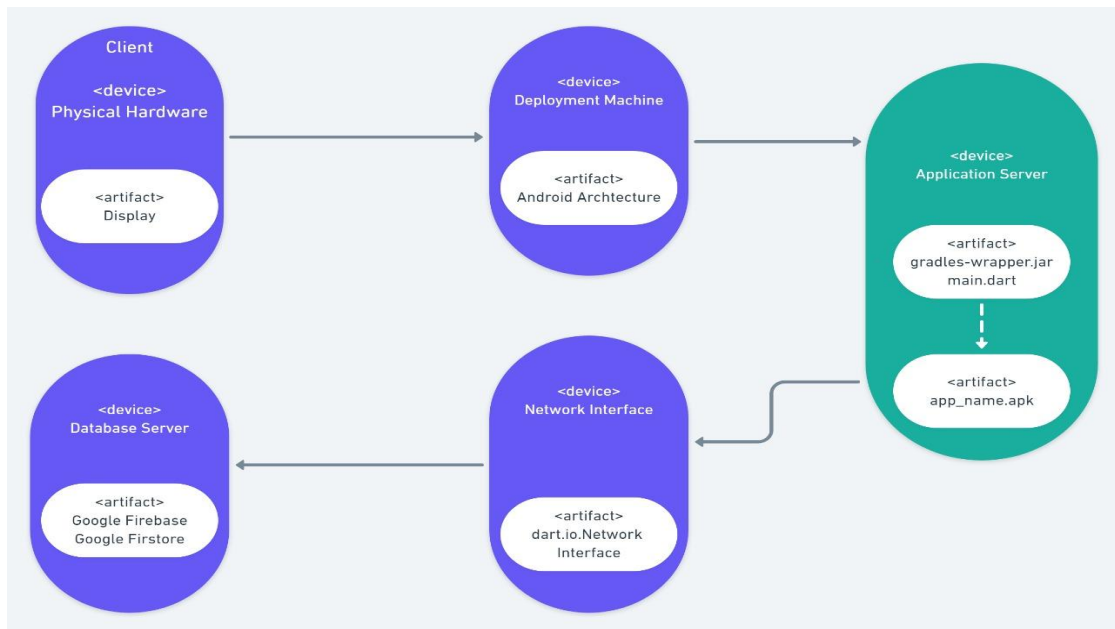 Client
<device>
Physical Hardware
<artifact>
Display
<device>
Deployment Machine
<artifact>
Android Archtecture
<device>
Application Server
<artifact>
gradles-wrapper.jar
main.dart
<artifact>
app_name.apk
<device>
Network Interface
<artifact>
dart.io.Network
Interface
<device>
Database Server
<artifact>
Google Firebase
Google Firstore